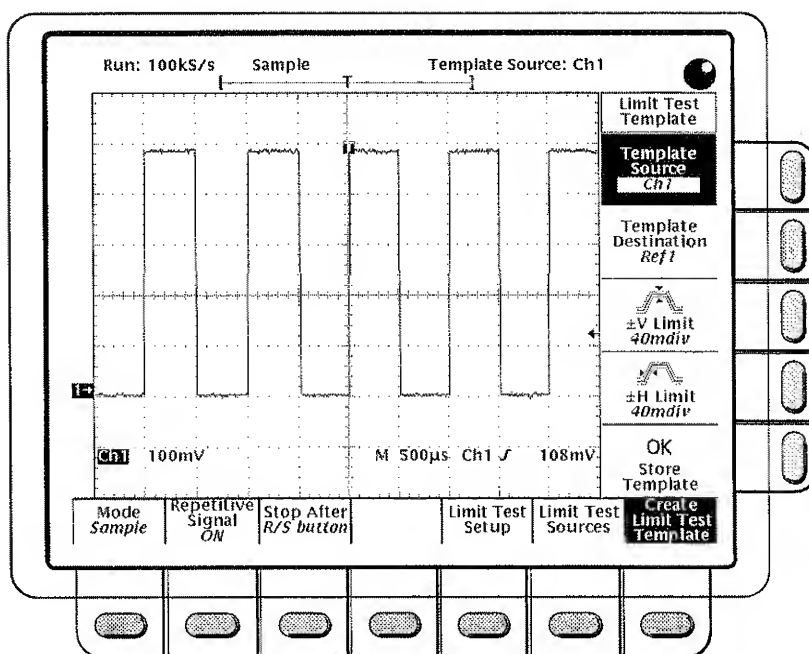 Run: 100kS/s Sample Template Source: Ch1
[ T ]
Limit Test
Template
Template
Source
Ch1
Template
Destination
Ref1
±V Limit
40mdiv
±H Limit
40mdiv
OK
Store
Template
T
1
Ch1 100mV M 500µs Ch1 108mV
Mode
Sample
Repetitive
Signal
ON
Stop After
R/S button
Limit Test
Setup
Limit Test
Sources
Create
Limit Test
Template